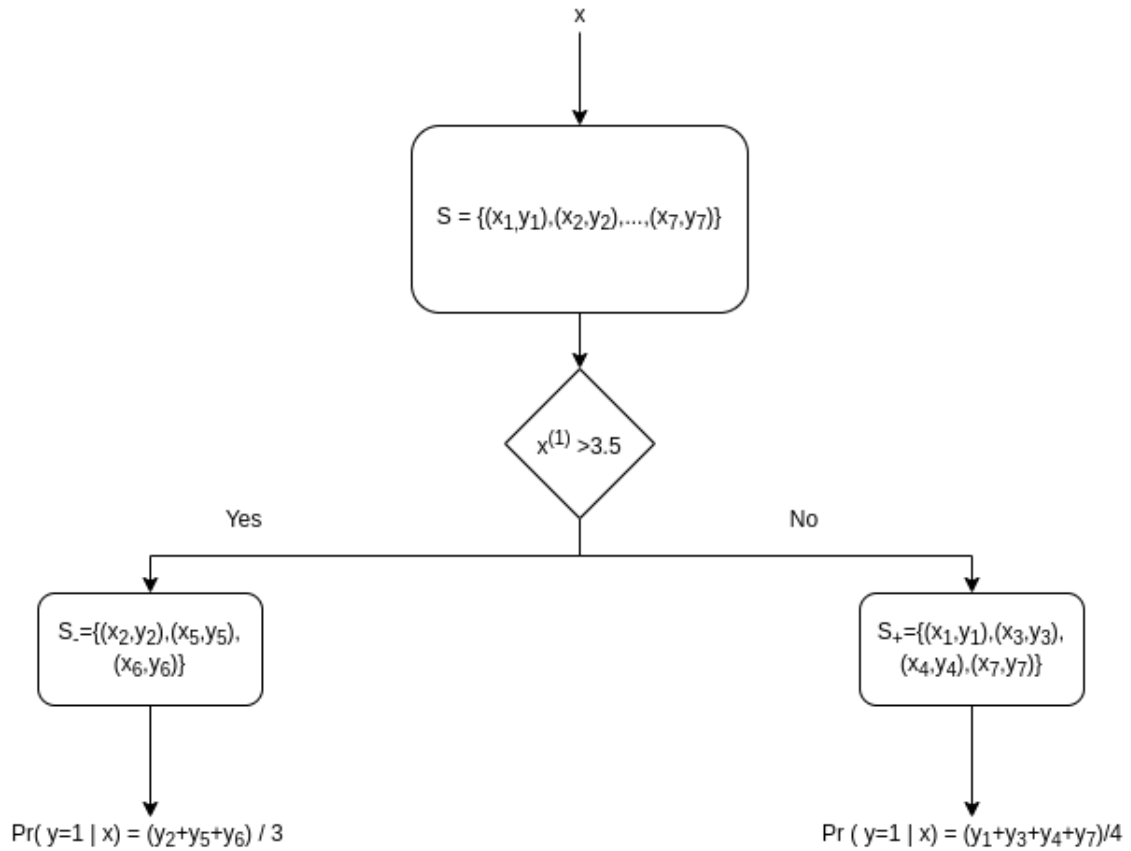 x
S = {(x₁,y₁),(x₂,y₂),...,(x₇,y₇)}
x⁽¹⁾ >3.5
Yes
No
S₋={(x₂,y₂),(x₅,y₅),
(x₆,y₆)}
S₊={(x₁,y₁),(x₃,y₃),
(x₄,y₄),(x₇,y₇)}
Pr( y=1 | x) = (y₂+y₅+y₆) / 3
Pr ( y=1 | x) = (y₁+y₃+y₄+y₇)/4